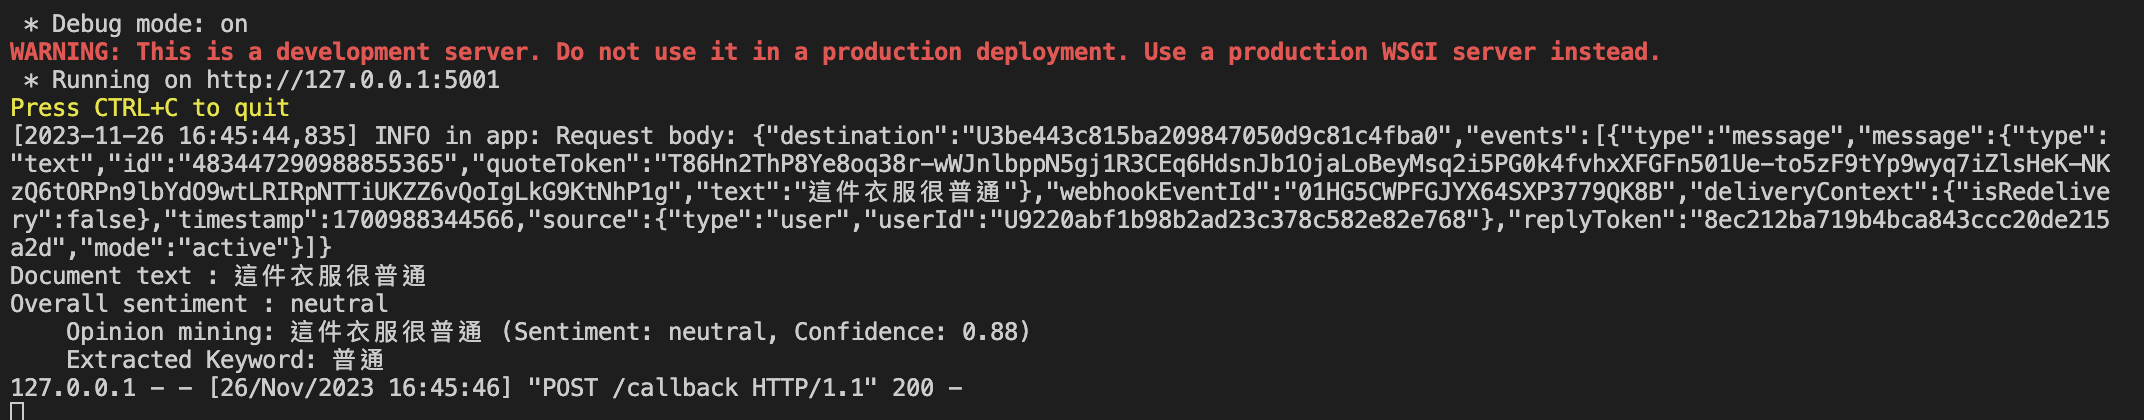 * Debug mode: on
WARNING: This is a development server. Do not use it in a production deployment. Use a production WSGI server instead.
 * Running on http://127.0.0.1:5001
Press CTRL+C to quit
[2023-11-26 16:45:44,835] INFO in app: Request body: {"destination":"U3be443c815ba209847050d9c81c4fba0","events":[{"type":"message","message":{"type":
"text","id":"483447290988855365","quoteToken":"T86Hn2ThP8Ye8oq38r-wWJnlbppN5gj1R3CEq6HdsnJb1OjaLoBeyMsq2i5PG0k4fvhxXFGFn501Ue-to5zF9tYp9wyq7iZlsHeK-NK
zQ6tORPn9lbYdO9wtLRIRpNTTiUKZZ6vQoIgLkG9KtNhP1g","text":"這件衣服很普通"},"webhookEventId":"01HG5CWPFGJYX64SXP3779QK8B","deliveryContext":{"isRedelive
ry":false},"timestamp":1700988344566,"source":{"type":"user","userId":"U9220abf1b98b2ad23c378c582e82e768"},"replyToken":"8ec212ba719b4bca843ccc20de215
a2d","mode":"active"}]}
Document text : 這件衣服很普通
Overall sentiment : neutral
    Opinion mining: 這件衣服很普通 (Sentiment: neutral, Confidence: 0.88)
    Extracted Keyword: 普通
127.0.0.1 - - [26/Nov/2023 16:45:46] "POST /callback HTTP/1.1" 200 -